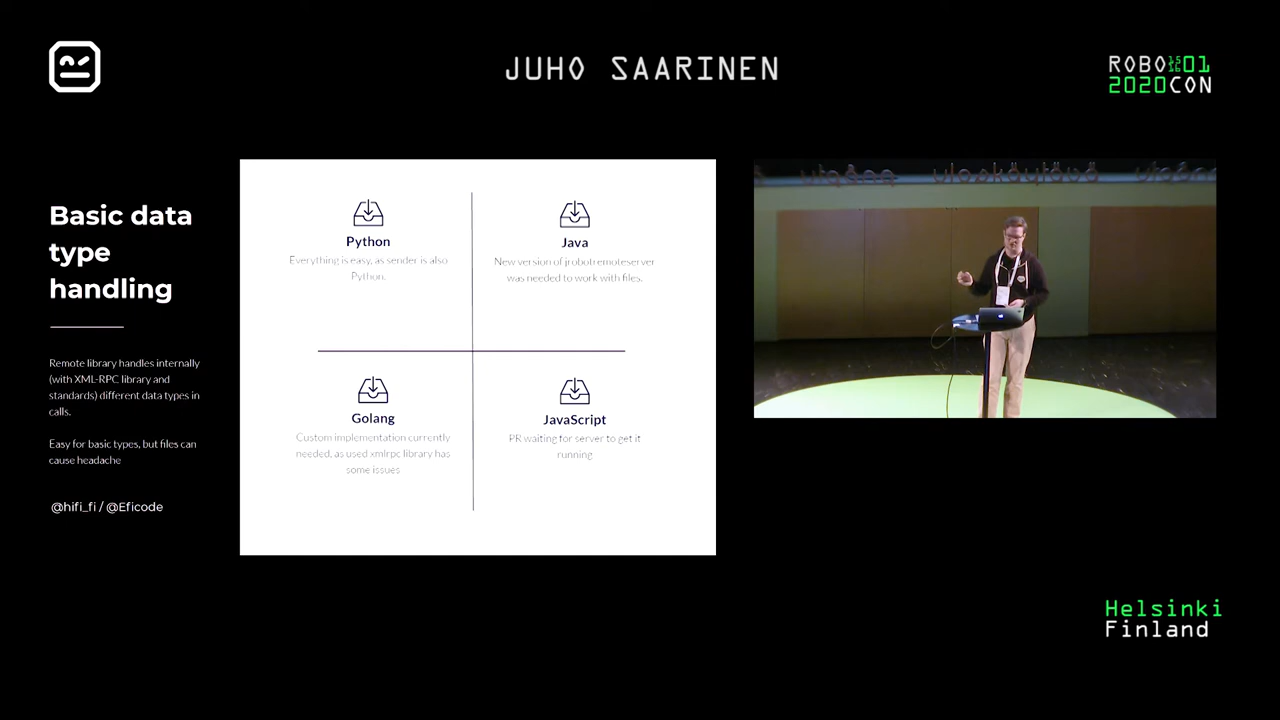 JUHO SAARINEN
ROBO 15 16 01
2020CON
Basic data
type
handling
Remote library handles internally
(with XML-RPC library and
standards) different data types in
calls.
Easy for basic types, but files can
cause headache
@hifi_fi / @Eficode
Python
Everything is easy, as sender is also
Python.
Java
New version of jrobotremoteserver
was needed to work with files.
Golang
Custom implementation currently
needed, as used xmlrpc library has
some issues
JavaScript
PR waiting for server to get it
running.
Helsinki
Finland